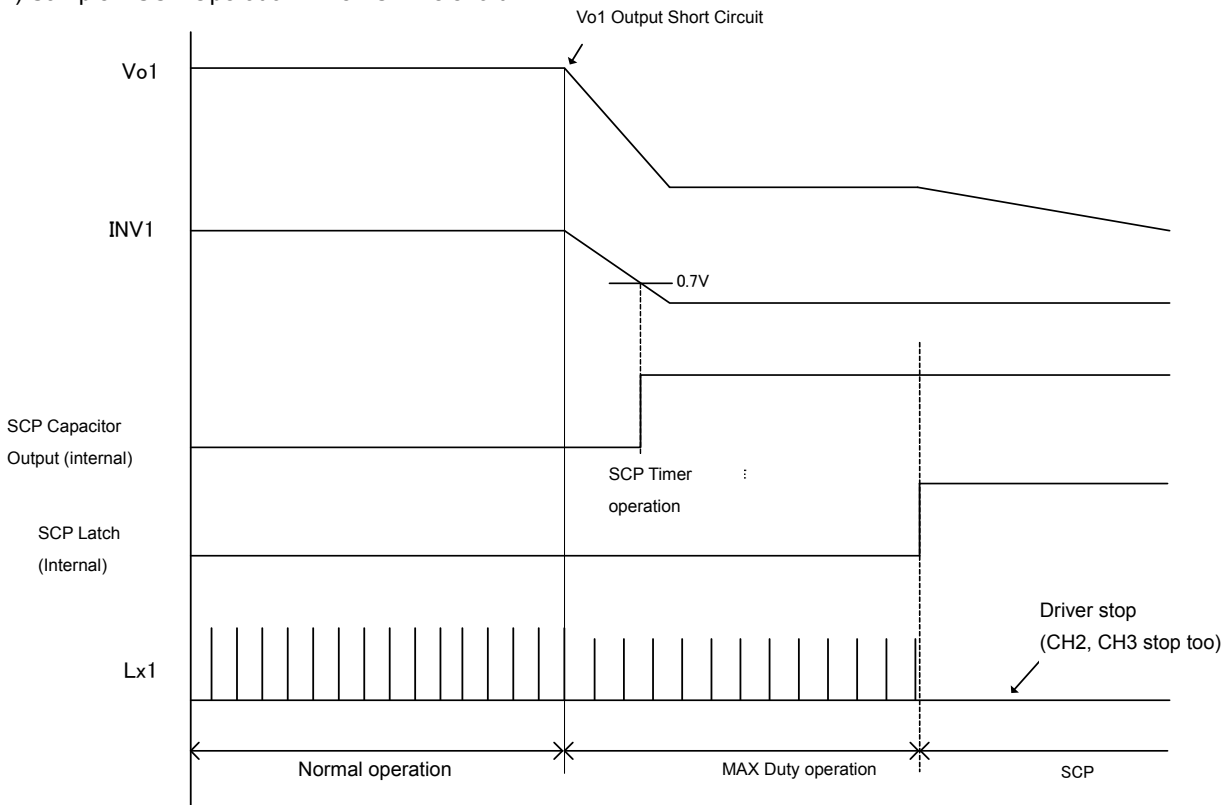 Vo1 Output Short Circuit
Vo1
INV1
0.7V
SCP Capacitor
Output (internal)
SCP Timer
operation
SCP Latch
(Internal)
Driver stop
(CH2, CH3 stop too)
Lx1
Normal operation
MAX Duty operation
SCP